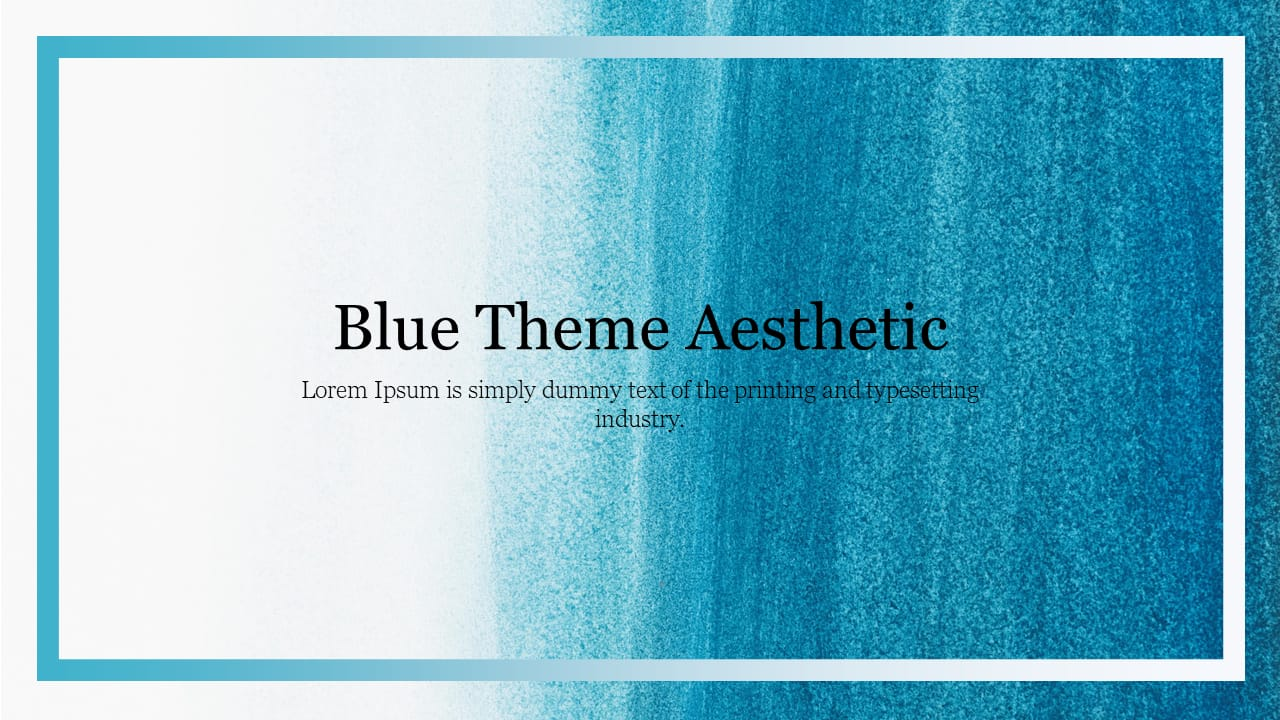 Blue Theme Aesthetic
Lorem Ipsum is simply dummy text of the printing and typesetting
industry.